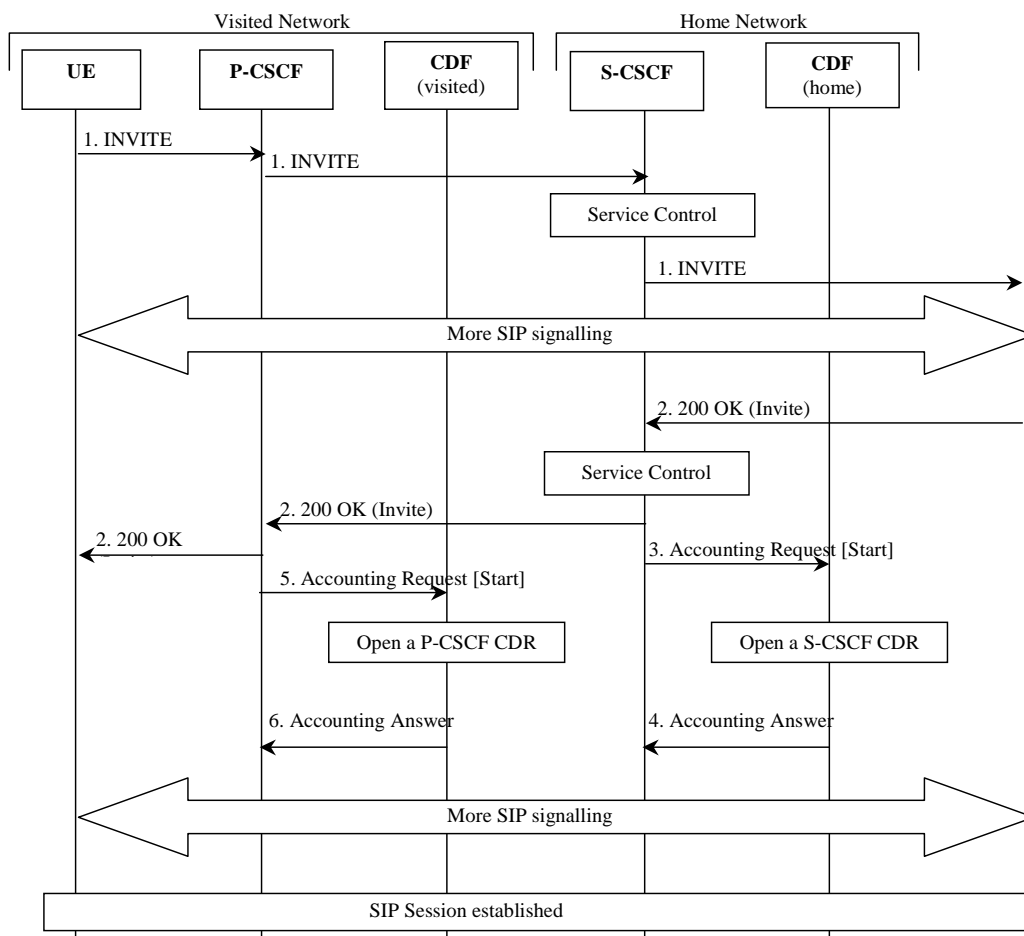 Visited Network
Home Network
UE
P-CSCF
CDF
(visited)
S-CSCF
CDF
(home)
1. INVITE
1. INVITE
Service Control
1. INVITE
More SIP signalling
2. 200 OK (Invite)
Service Control
2. 200 OK (Invite)
2. 200 OK
3. Accounting Request [Start]
5. Accounting Request [Start]
Open a P-CSCF CDR
Open a S-CSCF CDR
6. Accounting Answer
4. Accounting Answer
More SIP signalling
SIP Session established